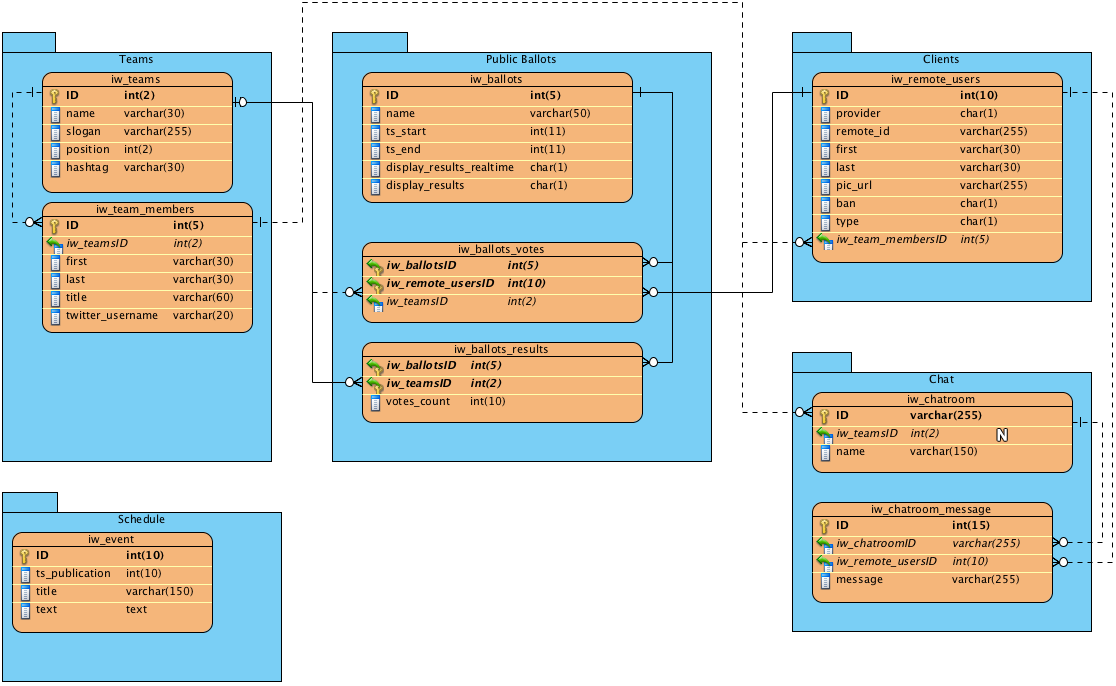 Teams
iw_teams
ID int(2)
name varchar(30)
slogan varchar(255)
position int(2)
hashtag varchar(30)
iw_team_members
ID int(5)
iw_teamsID int(2)
first varchar(30)
last varchar(30)
title varchar(60)
twitter_username varchar(20)
Public Ballots
iw_ballots
ID int(5)
name varchar(50)
ts_start int(11)
ts_end int(11)
display_results_realtime char(1)
display_results char(1)
iw_ballots_votes
iw_ballotsID int(5)
iw_remote_usersID int(10)
iw_teamsID int(2)
iw_ballots_results
iw_ballotsID int(5)
iw_teamsID int(2)
votes_count int(10)
Clients
iw_remote_users
ID int(10)
provider char(1)
remote_id varchar(255)
first varchar(30)
last varchar(30)
pic_url varchar(255)
ban char(1)
type char(1)
iw_team_membersID int(5)
Chat
iw_chatroom
ID varchar(255)
iw_teamsID int(2) N
name varchar(150)
iw_chatroom_message
ID int(15)
iw_chatroomID varchar(255)
iw_remote_usersID int(10)
message varchar(255)
Schedule
iw_event
ID int(10)
ts_publication int(10)
title varchar(150)
text text